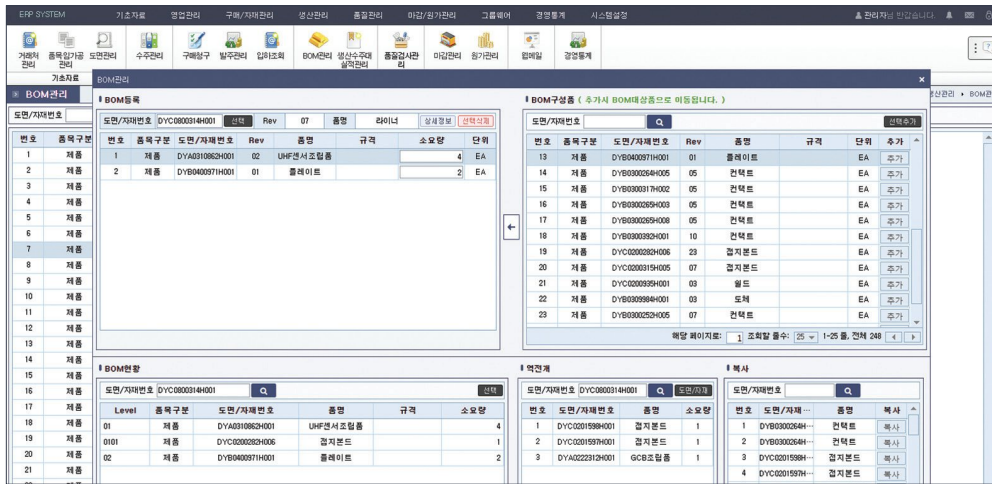 ERP SYSTEM 기초자료 영업관리 구매/자재관리 생산관리 품질관리 마감/원가관리 그룹웨어 경영통계 시스템설정 관리자님 반갑습니다.
거래처관리 품목임가공관리 도면관리 수주관리 구매청구 발주관리 입하조회 BOM관리 생산수주대실적관리 품질검사관리 마감관리 원가관리 웹메일 경영통계
기초자료 BOM관리 ×
BOM관리 생산관리 ▸ BOM관
도면/자재번호
번호 품목구분
1 제품
2 제품
3 제품
4 제품
5 제품
6 제품
7 제품
8 제품
9 제품
10 제품
11 제품
12 제품
13 제품
14 제품
15 제품
16 제품
17 제품
18 제품
19 제품
20 제품
21 제품
BOM등록
도면/자재번호 DYC0800314H001 선택 Rev 07 품명 라이너 상세정보 선택삭제
번호 품목구분 도면/자재번호 Rev 품명 규격 소요량 단위
1 제품 DYA0310862H001 02 UHF센서조립품 4 EA
2 제품 DYB0400971H001 01 플레이트 2 EA
BOM구성품 ( 추가시 BOM대상품으로 이동됩니다. )
도면/자재번호 선택추가
번호 품목구분 도면/자재번호 Rev 품명 규격 단위 추가
13 제품 DYB0400971H001 01 플레이트 EA 추가
14 제품 DYB0300264H005 05 컨택트 EA 추가
15 제품 DYB0300317H002 05 컨택트 EA 추가
16 제품 DYB0300265H003 05 컨택트 EA 추가
17 제품 DYB0300265H008 05 컨택트 EA 추가
18 제품 DYB0300392H001 10 컨택트 EA 추가
19 제품 DYC0200282H006 23 접지본드 EA 추가
20 제품 DYC0200315H005 07 접지본드 EA 추가
21 제품 DYC0200935H001 03 쉴드 EA 추가
22 제품 DYB0309984H001 03 도체 EA 추가
23 제품 DYB0300252H005 07 컨택트 EA 추가
해당 페이지로: 1 조회할 줄수: 25 1-25 줄, 전체 248
BOM현황
도면/자재번호 DYC0800314H001 선택
Level 품목구분 도면/자재번호 품명 규격 소요량
01 제품 DYA0310862H001 UHF센서조립품 4
0101 제품 DYC0200282H006 접지본드 1
02 제품 DYB0400971H001 플레이트 2
역전개
도면/자재번호 DYC0800314H001 도면/자재
번호 도면/자재번호 품명 소요량
1 DYC0201598H001 접지본드 1
2 DYC0201597H001 접지본드 1
3 DYA0222312H001 GCB조립품 1
복사
도면/자재번호
번호 도면/자재··· 품명 복사
1 DYB0300264H··· 컨택트 복사
2 DYB0300264H··· 컨택트 복사
3 DYC0201598H··· 접지본드 복사
4 DYC0201597H··· 접지본드 복사